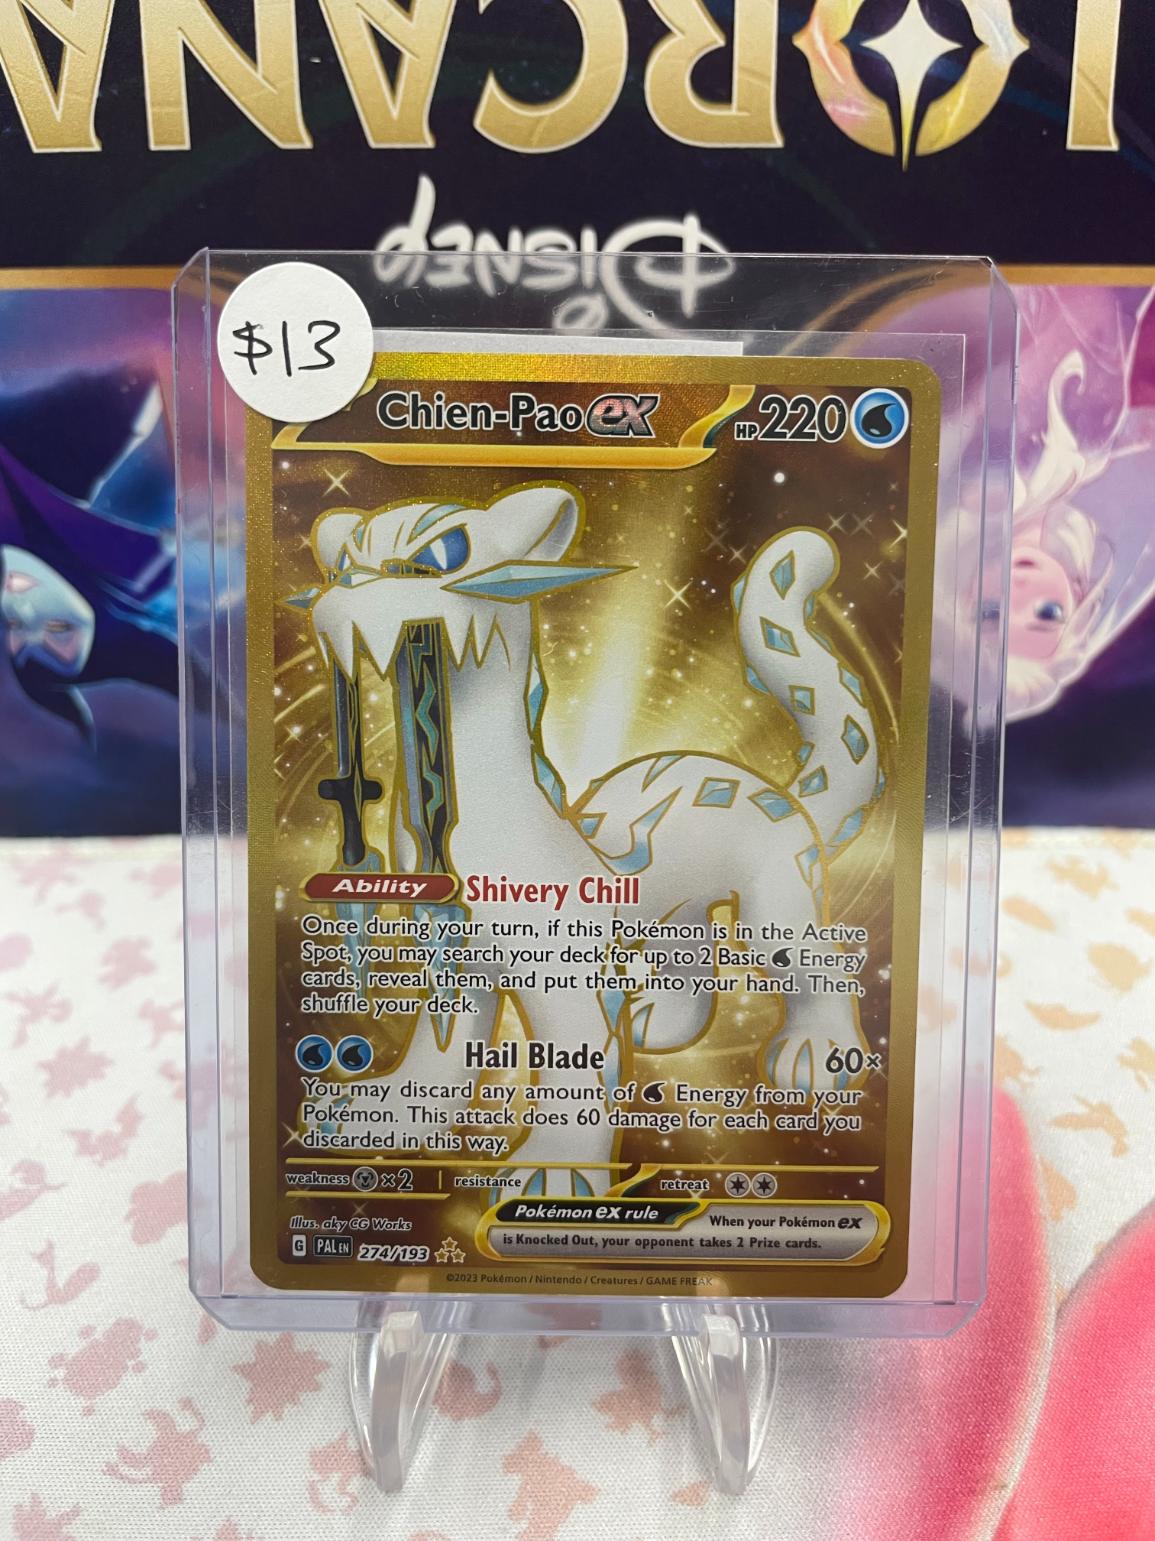 LORCANA
Disney
$13
Chien-Pao ex
HP 220
Ability Shivery Chill
Once during your turn, if this Pokémon is in the Active
Spot, you may search your deck for up to 2 Basic Energy
cards, reveal them, and put them into your hand. Then,
shuffle your deck.
Hail Blade 60×
You may discard any amount of Energy from your
Pokémon. This attack does 60 damage for each card you
discarded in this way.
weakness ×2 resistance retreat
Illus. aky CG Works
Pokémon ex rule
When your Pokémon ex
is Knocked Out, your opponent takes 2 Prize cards.
G PAL EN 274/193
©2023 Pokémon / Nintendo / Creatures / GAME FREAK